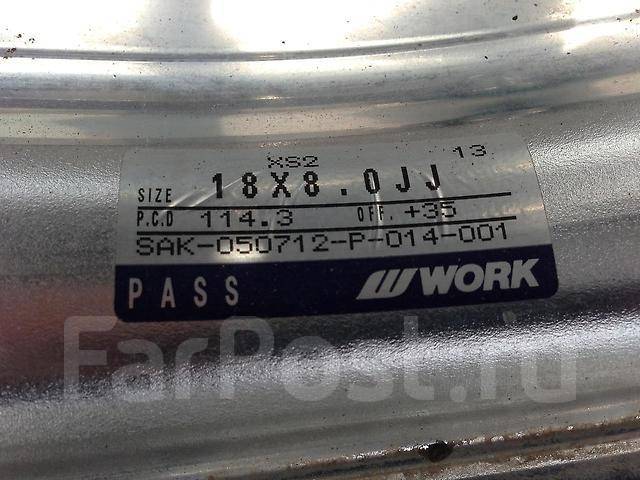 XS2 13
SIZE 18X8.0JJ
P.C.D 114.3 OFF. +35
SAK-050712-P-014-001
PASS WORK
FarPost.ru